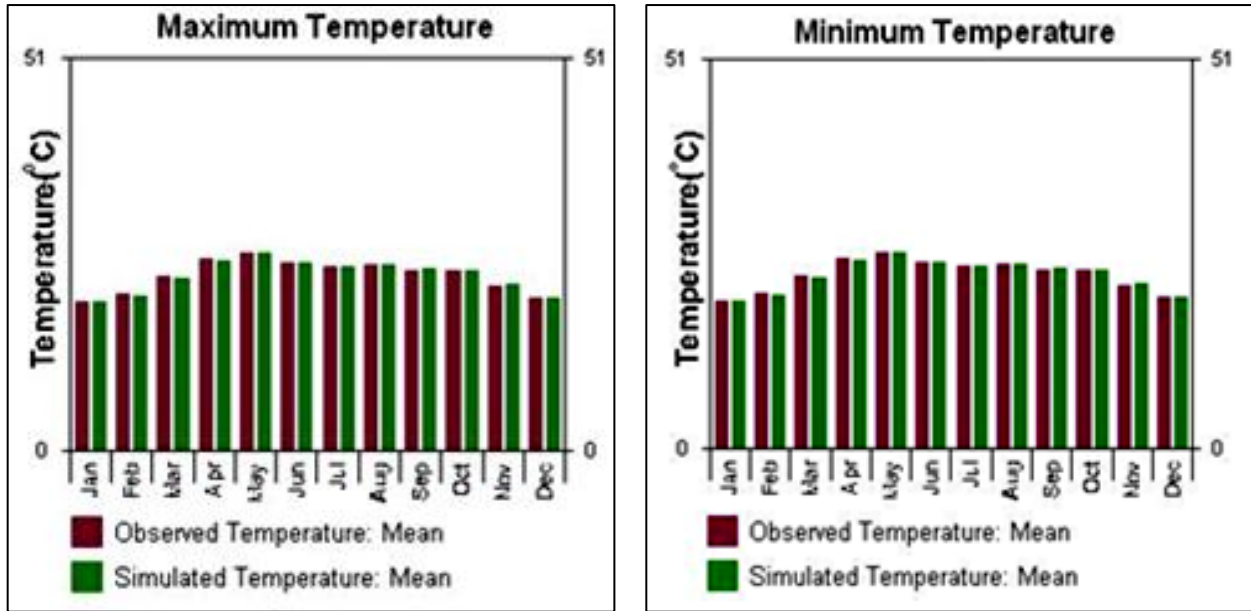 Maximum Temperature
51
51
Temperature(°C)
0
0
Jan
Feb
Mar
Apr
May
Jun
Jul
Aug
Sep
Oct
Nov
Dec
Observed Temperature: Mean
Simulated Temperature: Mean
Minimum Temperature
51
51
Temperature(°C)
0
0
Jan
Feb
Mar
Apr
May
Jun
Jul
Aug
Sep
Oct
Nov
Dec
Observed Temperature: Mean
Simulated Temperature: Mean